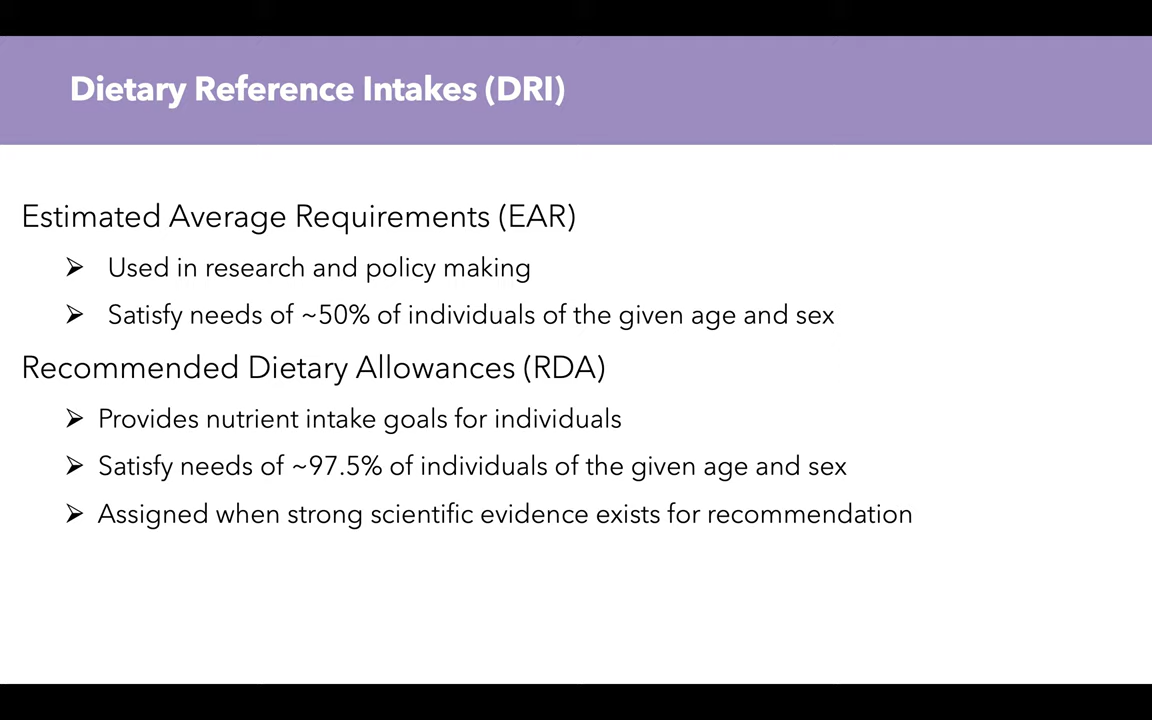 Dietary Reference Intakes (DRI)
Estimated Average Requirements (EAR)
➢ Used in research and policy making
➢ Satisfy needs of ~50% of individuals of the given age and sex
Recommended Dietary Allowances (RDA)
➢ Provides nutrient intake goals for individuals
➢ Satisfy needs of ~97.5% of individuals of the given age and sex
➢ Assigned when strong scientific evidence exists for recommendation